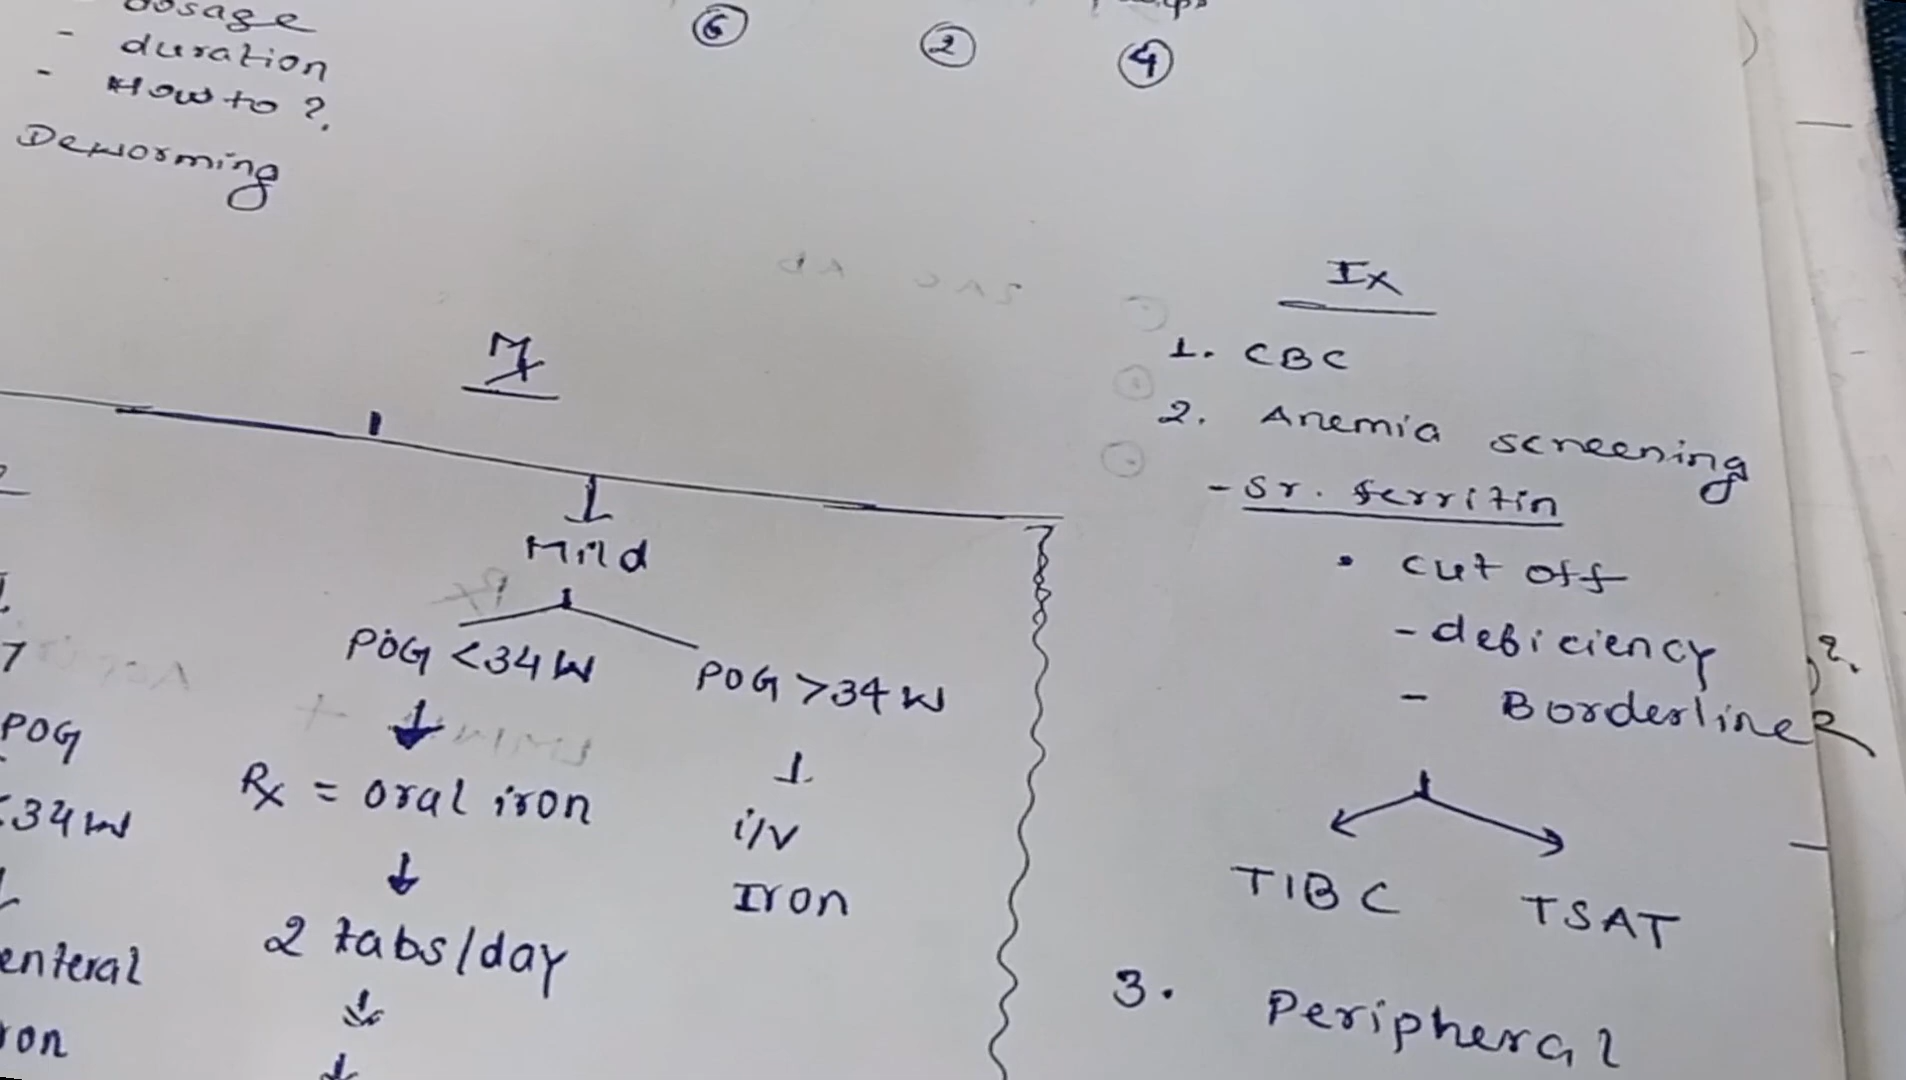 dosage
- duration
- How to ?
Deworming
6
2
4
Mx
Mild
POG <34 W
POG >34 W
Rx = oral iron
2 tabs/day
i/v
Iron
POG
<34 W
enteral
ron
Ix
1. CBC
2. Anemia screening
- Sr. ferritin
• cut off
- deficiency
- Borderline
?
TIBC
TSAT
3. Peripheral